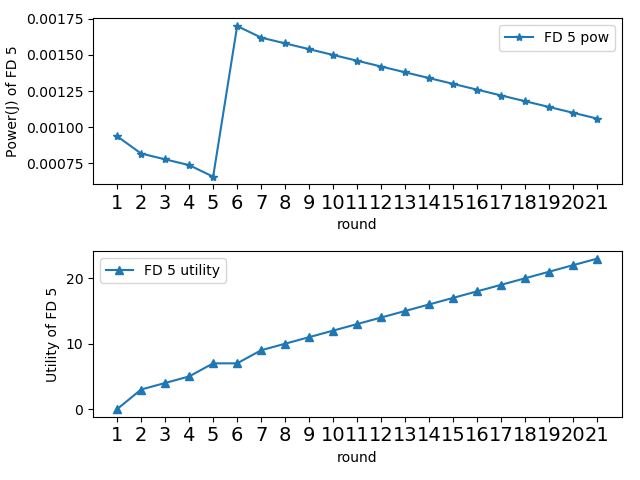 0.00175
0.00150
0.00125
0.00100
0.00075
Power(J) of FD 5
FD 5 pow
1 2 3 4 5 6 7 8 9 10 11 12 13 14 15 16 17 18 19 20 21
round
20
10
0
Utility of FD 5
FD 5 utility
1 2 3 4 5 6 7 8 9 10 11 12 13 14 15 16 17 18 19 20 21
round